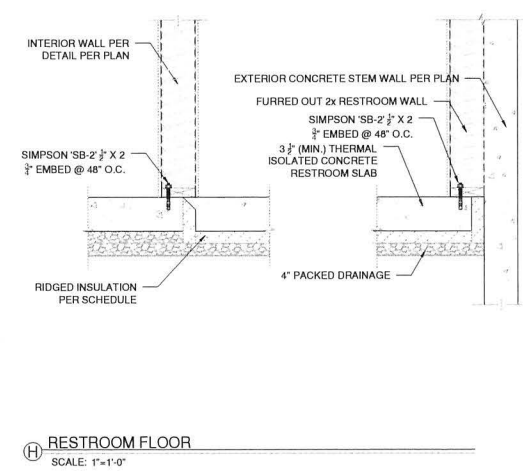 INTERIOR WALL PER
DETAIL PER PLAN
EXTERIOR CONCRETE STEM WALL PER PLAN
FURRED OUT 2x RESTROOM WALL
SIMPSON 'SB-2' ½" X 2
¾" EMBED @ 48" O.C.
3 ½" (MIN.) THERMAL
ISOLATED CONCRETE
RESTROOM SLAB
SIMPSON 'SB-2' ½" X 2
¾" EMBED @ 48" O.C.
RIDGED INSULATION
PER SCHEDULE
4" PACKED DRAINAGE
H RESTROOM FLOOR
SCALE: 1"=1'-0"